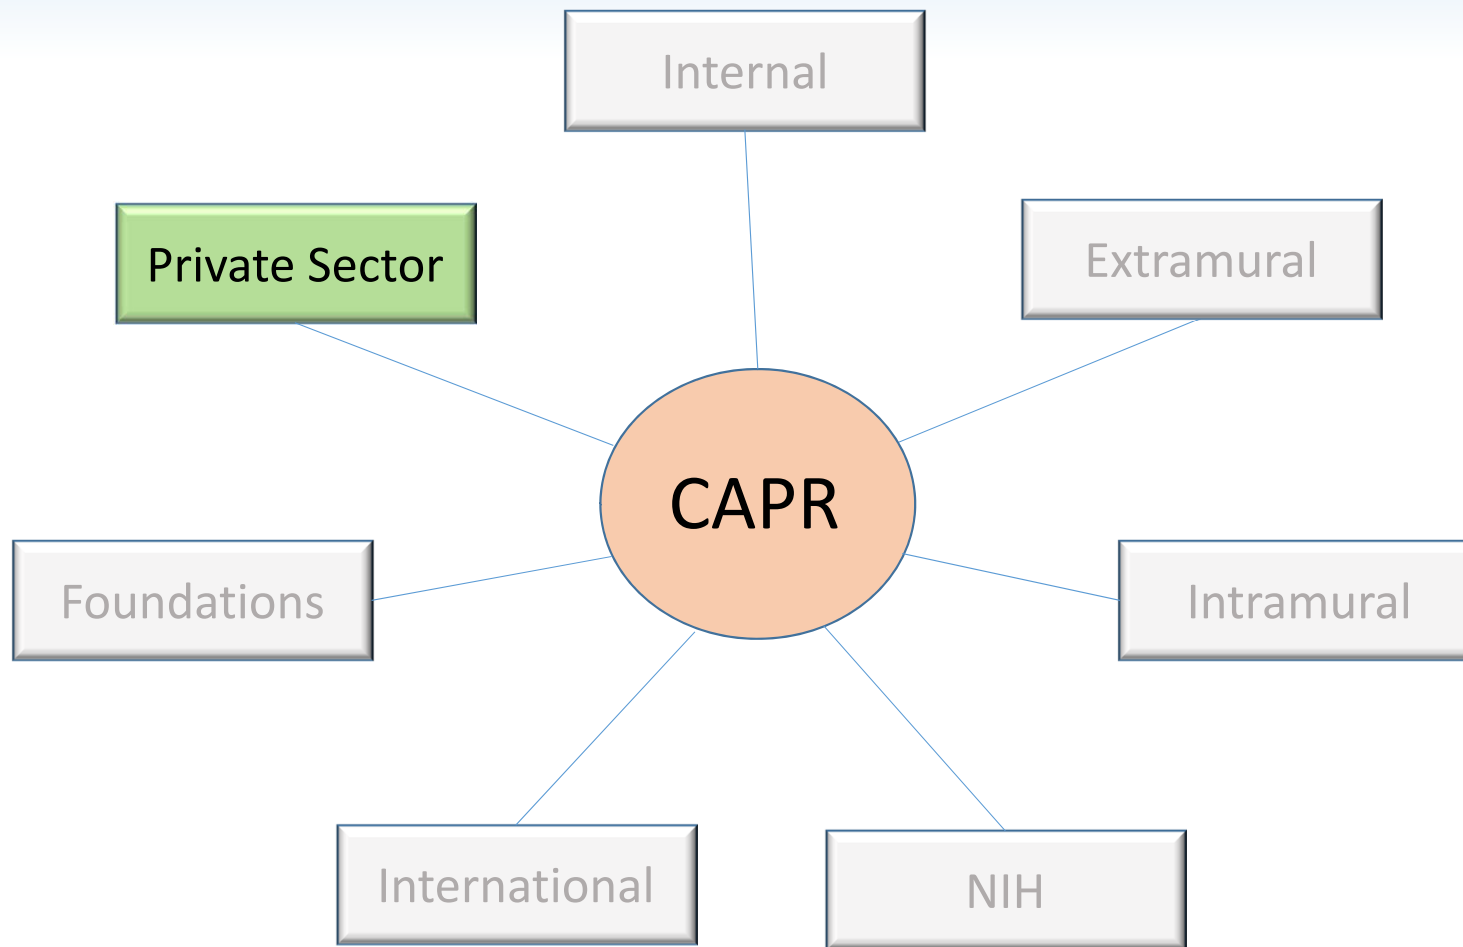 Internal
Private Sector
Extramural
CAPR
Foundations
Intramural
International
NIH